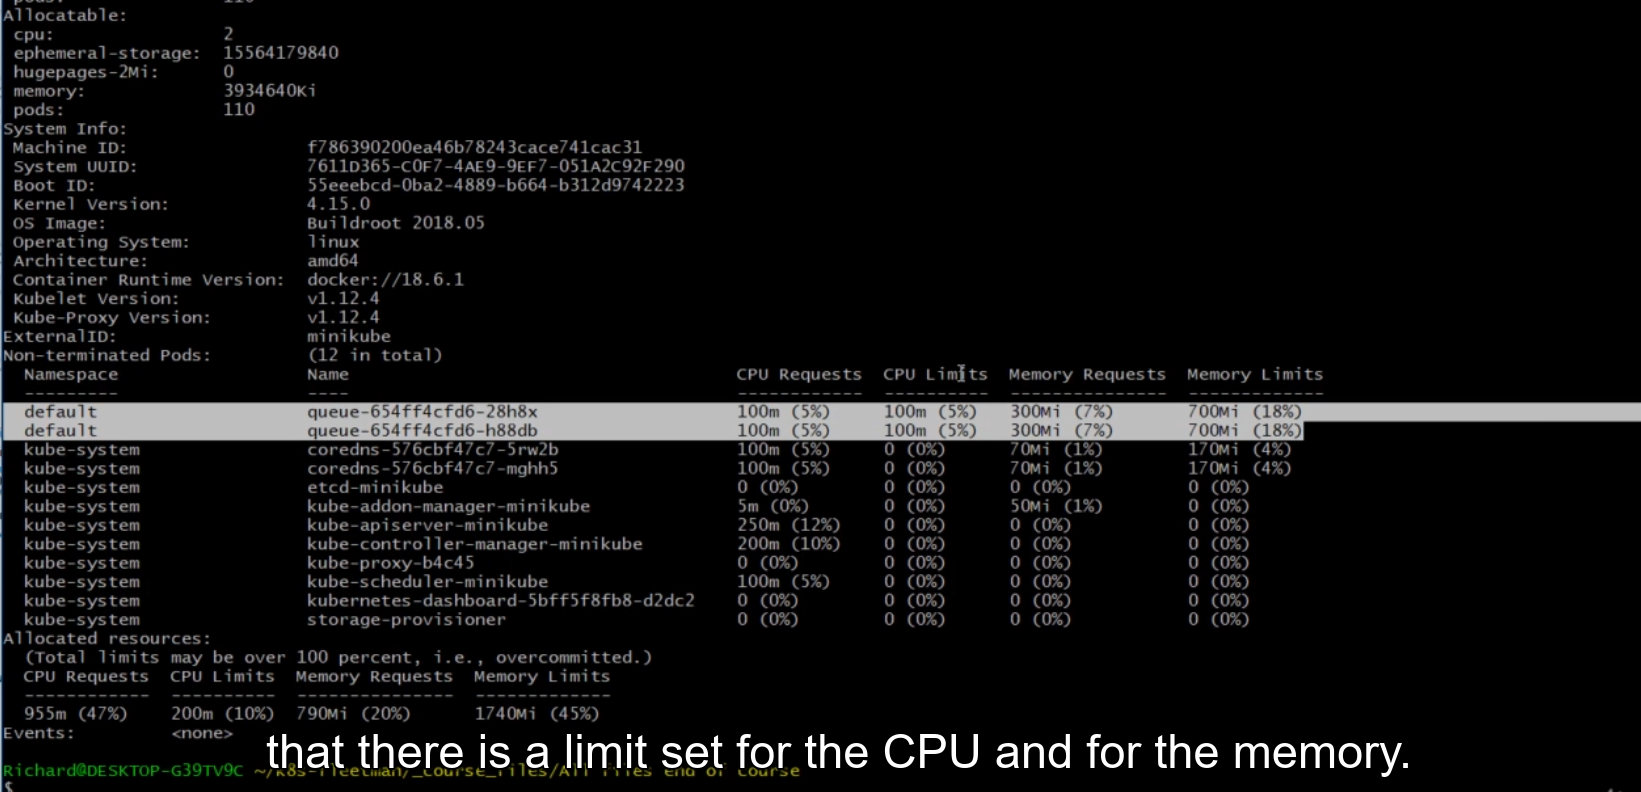 Allocatable:
cpu: 2
ephemeral-storage: 15564179840
hugepages-2Mi: 0
memory: 3934640Ki
pods: 110
System Info:
Machine ID: f786390200ea46b78243cace741cac31
System UUID: 7611D365-C0F7-4AE9-9EF7-051A2C92F290
Boot ID: 55eeebcd-0ba2-4889-b664-b312d9742223
Kernel Version: 4.15.0
OS Image: Buildroot 2018.05
Operating System: linux
Architecture: amd64
Container Runtime Version: docker://18.6.1
Kubelet Version: v1.12.4
Kube-Proxy Version: v1.12.4
ExternalID: minikube
Non-terminated Pods: (12 in total)
Namespace Name CPU Requests CPU Limits Memory Requests Memory Limits
--------- ---- ------------ ---------- --------------- -------------
default queue-654ff4cfd6-28h8x 100m (5%) 100m (5%) 300Mi (7%) 700Mi (18%)
default queue-654ff4cfd6-h88db 100m (5%) 100m (5%) 300Mi (7%) 700Mi (18%)
kube-system coredns-576cbf47c7-5rw2b 100m (5%) 0 (0%) 70Mi (1%) 170Mi (4%)
kube-system coredns-576cbf47c7-mghh5 100m (5%) 0 (0%) 70Mi (1%) 170Mi (4%)
kube-system etcd-minikube 0 (0%) 0 (0%) 0 (0%) 0 (0%)
kube-system kube-addon-manager-minikube 5m (0%) 0 (0%) 50Mi (1%) 0 (0%)
kube-system kube-apiserver-minikube 250m (12%) 0 (0%) 0 (0%) 0 (0%)
kube-system kube-controller-manager-minikube 200m (10%) 0 (0%) 0 (0%) 0 (0%)
kube-system kube-proxy-b4c45 0 (0%) 0 (0%) 0 (0%) 0 (0%)
kube-system kube-scheduler-minikube 100m (5%) 0 (0%) 0 (0%) 0 (0%)
kube-system kubernetes-dashboard-5bff5f8fb8-d2dc2 0 (0%) 0 (0%) 0 (0%) 0 (0%)
kube-system storage-provisioner 0 (0%) 0 (0%) 0 (0%) 0 (0%)
Allocated resources:
(Total limits may be over 100 percent, i.e., overcommitted.)
CPU Requests CPU Limits Memory Requests Memory Limits
------------ ---------- --------------- -------------
955m (47%) 200m (10%) 790Mi (20%) 1740Mi (45%)
Events: <none>
that there is a limit set for the CPU and for the memory.
Richard@DESKTOP-G39TV9C
$